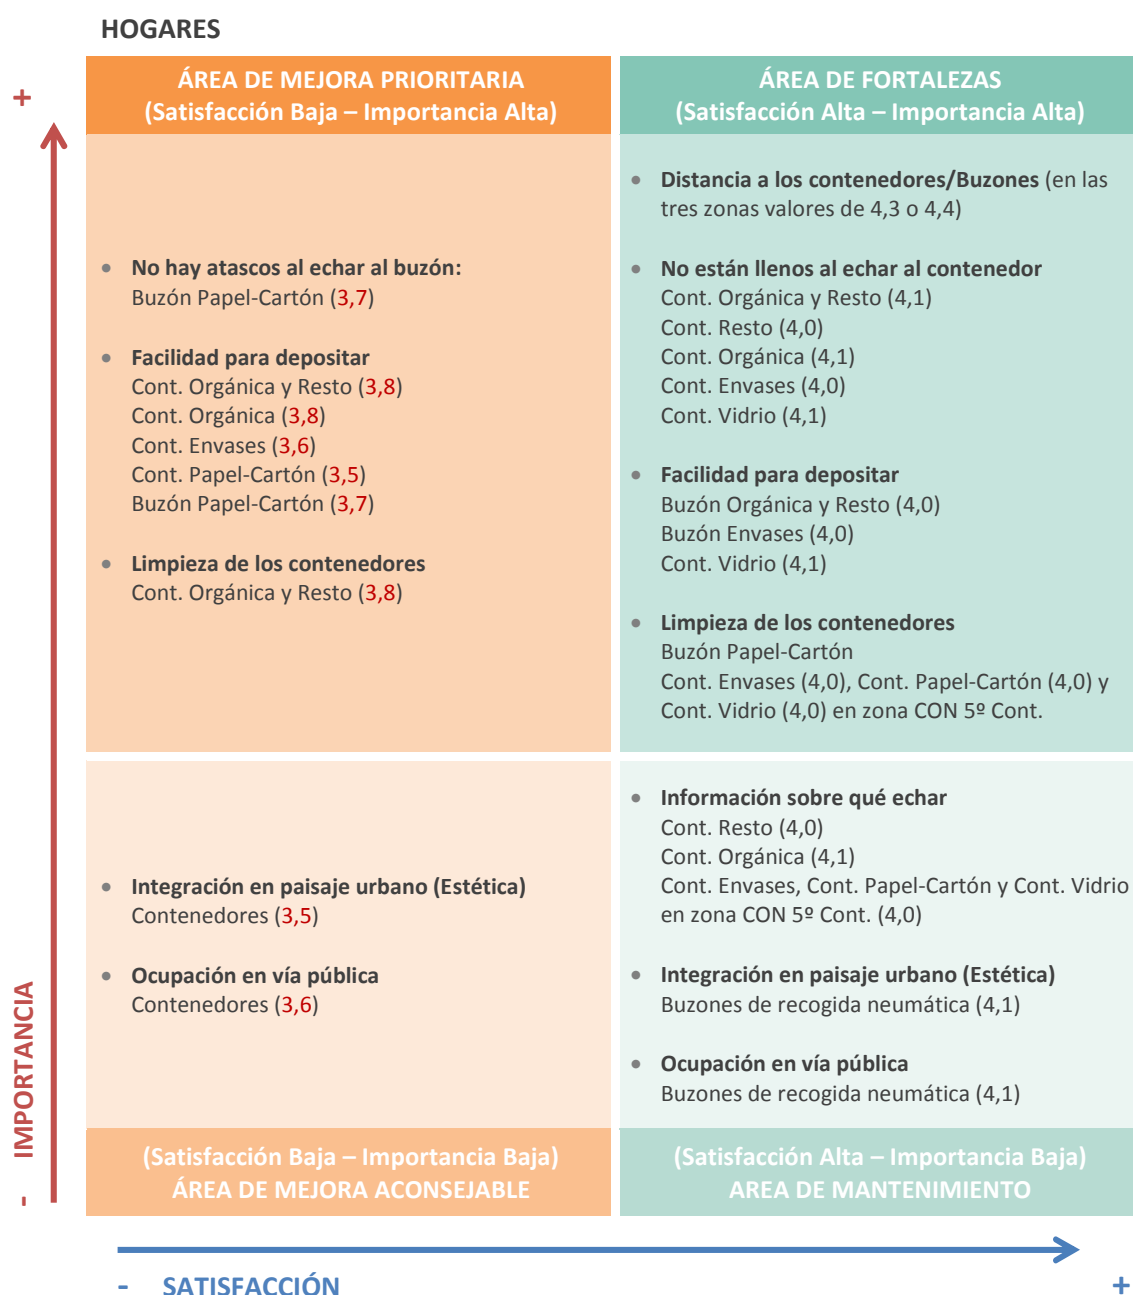 HOGARES
+
ÁREA DE MEJORA PRIORITARIA
(Satisfacción Baja – Importancia Alta)
• No hay atascos al echar al buzón:
Buzón Papel-Cartón (3,7)
• Facilidad para depositar
Cont. Orgánica y Resto (3,8)
Cont. Orgánica (3,8)
Cont. Envases (3,6)
Cont. Papel-Cartón (3,5)
Buzón Papel-Cartón (3,7)
• Limpieza de los contenedores
Cont. Orgánica y Resto (3,8)
ÁREA DE FORTALEZAS
(Satisfacción Alta – Importancia Alta)
• Distancia a los contenedores/Buzones (en las
tres zonas valores de 4,3 o 4,4)
• No están llenos al echar al contenedor
Cont. Orgánica y Resto (4,1)
Cont. Resto (4,0)
Cont. Orgánica (4,1)
Cont. Envases (4,0)
Cont. Vidrio (4,1)
• Facilidad para depositar
Buzón Orgánica y Resto (4,0)
Buzón Envases (4,0)
Cont. Vidrio (4,1)
• Limpieza de los contenedores
Buzón Papel-Cartón
Cont. Envases (4,0), Cont. Papel-Cartón (4,0) y
Cont. Vidrio (4,0) en zona CON 5º Cont.
• Integración en paisaje urbano (Estética)
Contenedores (3,5)
• Ocupación en vía pública
Contenedores (3,6)
(Satisfacción Baja – Importancia Baja)
ÁREA DE MEJORA ACONSEJABLE
• Información sobre qué echar
Cont. Resto (4,0)
Cont. Orgánica (4,1)
Cont. Envases, Cont. Papel-Cartón y Cont. Vidrio
en zona CON 5º Cont. (4,0)
• Integración en paisaje urbano (Estética)
Buzones de recogida neumática (4,1)
• Ocupación en vía pública
Buzones de recogida neumática (4,1)
(Satisfacción Alta – Importancia Baja)
AREA DE MANTENIMIENTO
- IMPORTANCIA
- SATISFACCIÓN +